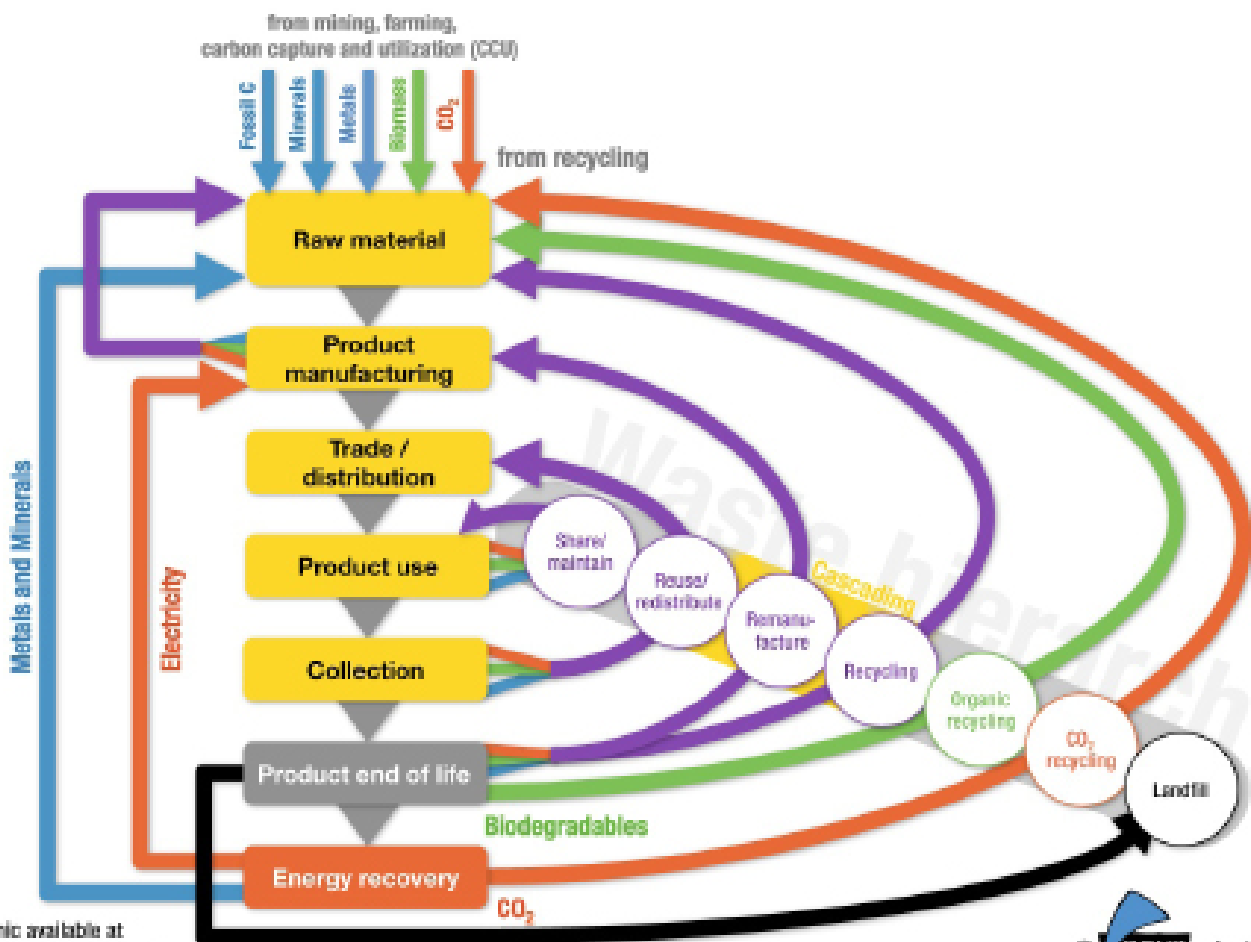 from mining, farming,
carbon capture and utilization (CCU)
Fossil C
Minerals
Metals
Biomass
CO₂
from recycling
Raw material
Product
manufacturing
Trade /
distribution
Product use
Collection
Product end of life
Energy recovery
Metals and Minerals
Electricity
Share/
maintain
Reuse/
redistribute
Remanu-
facture
Cascading
Recycling
Organic
recycling
CO₂
recycling
Landfill
Waste hierarch
Biodegradables
CO₂
available at